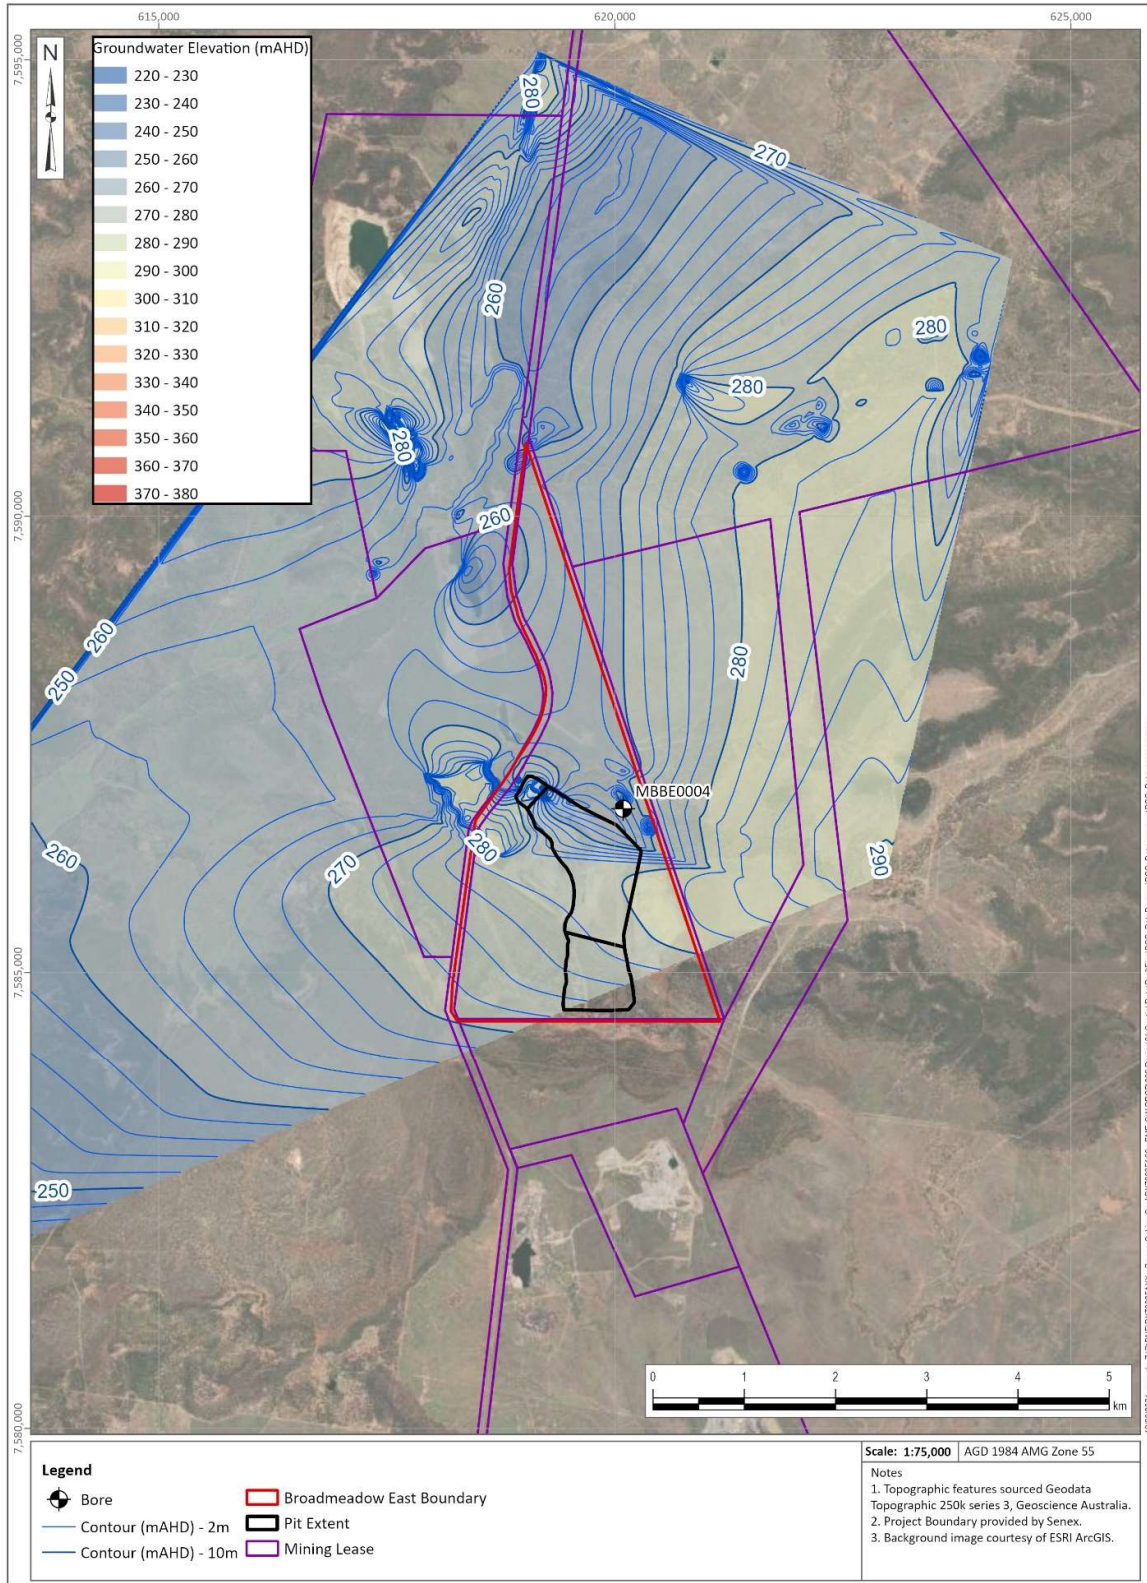 615,000
620,000
625,000
7,595,000
7,590,000
7,585,000
7,580,000
N
Groundwater Elevation (mAHD)
220 - 230
230 - 240
240 - 250
250 - 260
260 - 270
270 - 280
280 - 290
290 - 300
300 - 310
310 - 320
320 - 330
330 - 340
340 - 350
350 - 360
360 - 370
370 - 380
280
270
260
280
280
280
260
260
250
280
MBBE0004
280
260
270
290
250
0
1
2
3
4
5
km
Legend
Bore
Contour (mAHD) - 2m
Contour (mAHD) - 10m
Broadmeadow East Boundary
Pit Extent
Mining Lease
Scale: 1:75,000
AGD 1984 AMG Zone 55
Notes
1. Topographic features sourced Geodata
Topographic 250k series 3, Geoscience Australia.
2. Project Boundary provided by Senex.
3. Background image courtesy of ESRI ArcGIS.